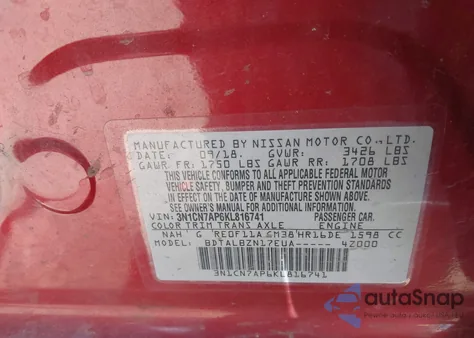 MANUFACTURED BY NISSAN MOTOR CO., LTD.
DATE: 09/18. GVWR: 3426 LBS
GAWR FR: 1750 LBS GAWR RR: 1708 LBS
THIS VEHICLE CONFORMS TO ALL APPLICABLE FEDERAL MOTOR
VEHICLE SAFETY, BUMPER AND THEFT PREVENTION STANDARDS
IN EFFECT ON THE DATE OF MANUFACTURE SHOWN ABOVE.
SEE OWNER'S MANUAL FOR ADDITIONAL INFORMATION.
VIN: 3N1CN7AP6KL816741 PASSENGER CAR.
COLOR TRIM TRANS TRIM ENGINE
NAH G RE0F11A SM38 HR16DE 1598 CC
MODEL: BDTALBZN17EUA----- 42000
3N1CN7AP6KL816741
autoSnap